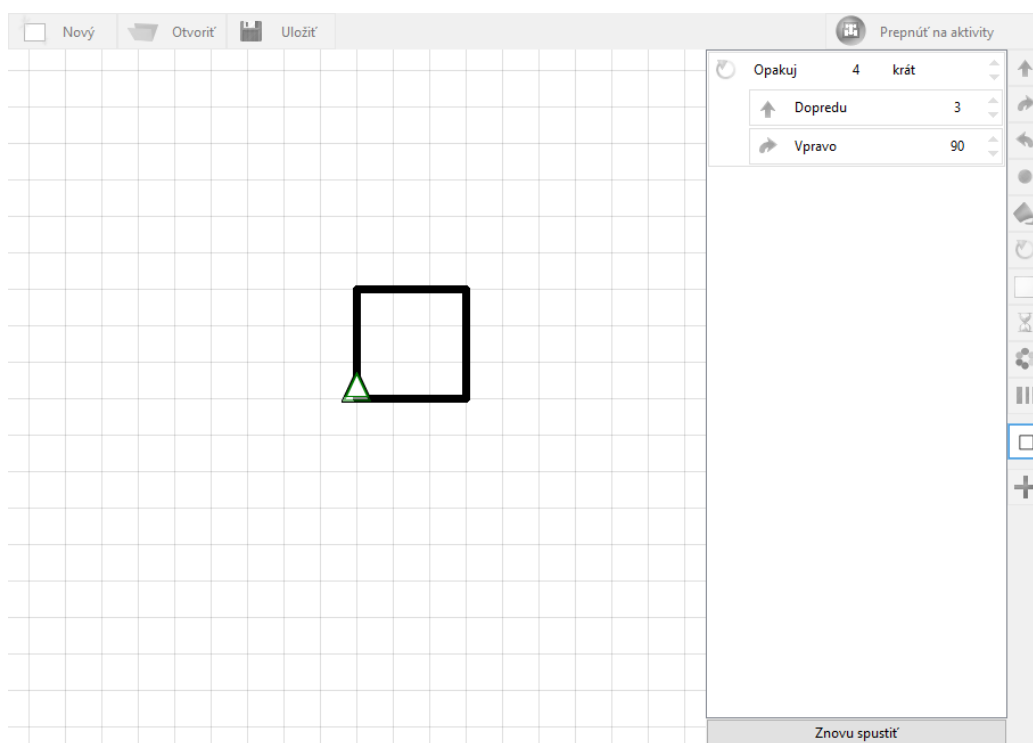 Nový Otvoriť Uložiť Prepnúť na aktivity
Opakuj 4 krát
Dopredu 3
Vpravo 90
Znovu spustiť